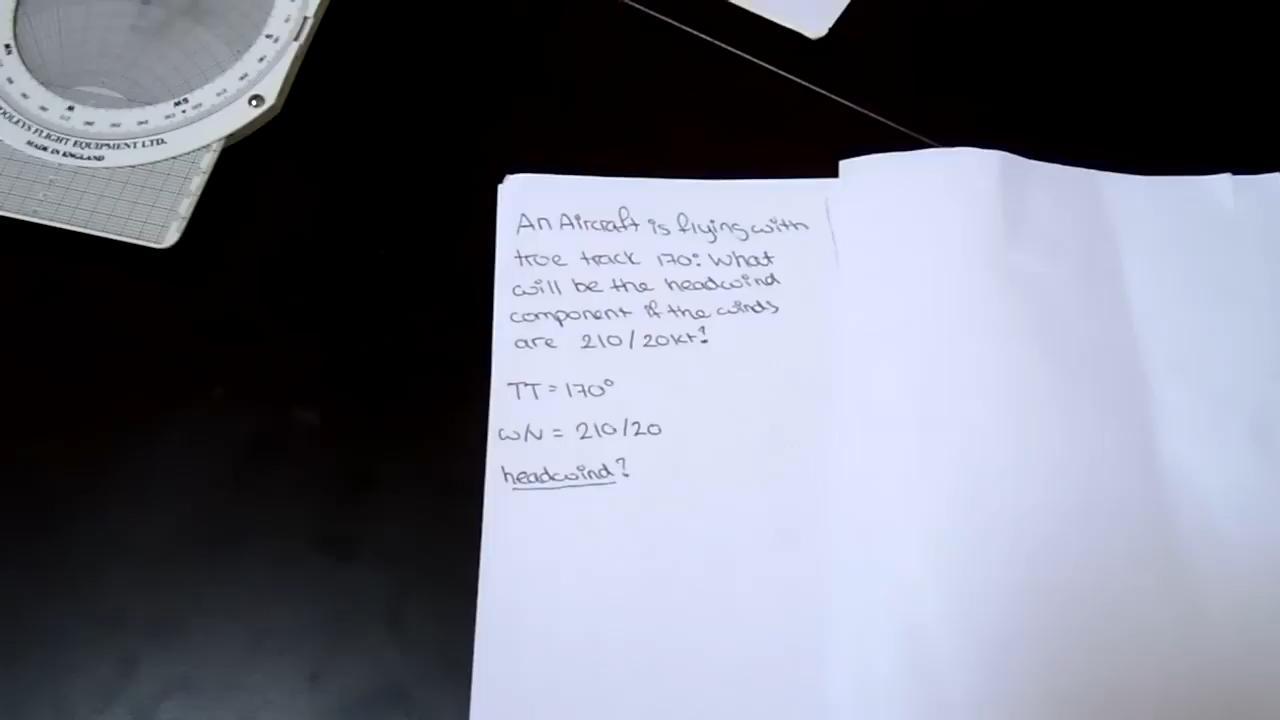 OOLEYS FLIGHT EQUIPMENT LTD.
MADE IN ENGLAND
An Aircraft is flying with
true track 170°. What
will be the headwind
component if the winds
are 210/20kt?
TT = 170°
W/V = 210/20
headwind?